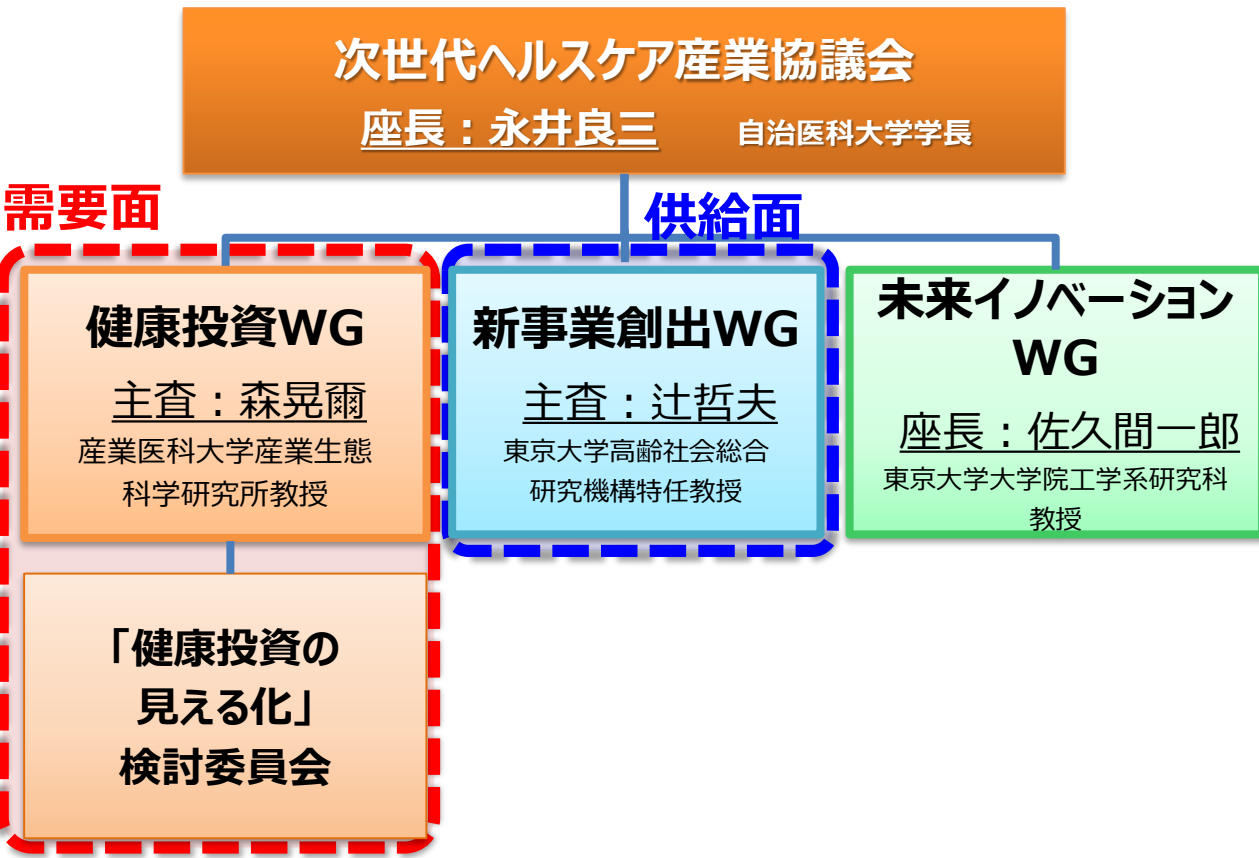 次世代ヘルスケア産業協議会
座長：永井良三 自治医科大学学長
需要面
供給面
健康投資WG
主査：森晃爾
産業医科大学産業生態
科学研究所教授
新事業創出WG
主査：辻哲夫
東京大学高齢社会総合
研究機構特任教授
未来イノベーション
WG
座長：佐久間一郎
東京大学大学院工学系研究科
教授
「健康投資の
見える化」
検討委員会